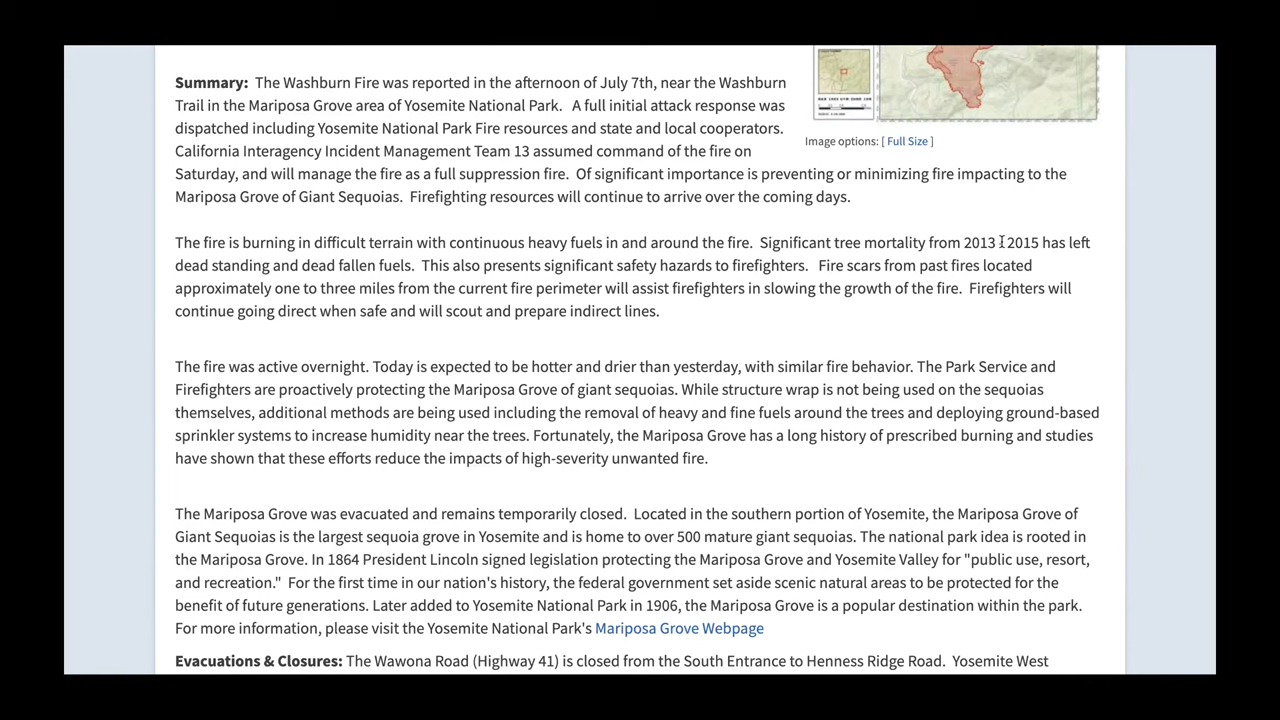 Summary: The Washburn Fire was reported in the afternoon of July 7th, near the Washburn
Trail in the Mariposa Grove area of Yosemite National Park. A full initial attack response was
dispatched including Yosemite National Park Fire resources and state and local cooperators.
California Interagency Incident Management Team 13 assumed command of the fire on
Saturday, and will manage the fire as a full suppression fire. Of significant importance is preventing or minimizing fire impacting to the
Mariposa Grove of Giant Sequoias. Firefighting resources will continue to arrive over the coming days.
Image options: [ Full Size ]
The fire is burning in difficult terrain with continuous heavy fuels in and around the fire. Significant tree mortality from 2013 2015 has left
dead standing and dead fallen fuels. This also presents significant safety hazards to firefighters. Fire scars from past fires located
approximately one to three miles from the current fire perimeter will assist firefighters in slowing the growth of the fire. Firefighters will
continue going direct when safe and will scout and prepare indirect lines.
The fire was active overnight. Today is expected to be hotter and drier than yesterday, with similar fire behavior. The Park Service and
Firefighters are proactively protecting the Mariposa Grove of giant sequoias. While structure wrap is not being used on the sequoias
themselves, additional methods are being used including the removal of heavy and fine fuels around the trees and deploying ground-based
sprinkler systems to increase humidity near the trees. Fortunately, the Mariposa Grove has a long history of prescribed burning and studies
have shown that these efforts reduce the impacts of high-severity unwanted fire.
The Mariposa Grove was evacuated and remains temporarily closed. Located in the southern portion of Yosemite, the Mariposa Grove of
Giant Sequoias is the largest sequoia grove in Yosemite and is home to over 500 mature giant sequoias. The national park idea is rooted in
the Mariposa Grove. In 1864 President Lincoln signed legislation protecting the Mariposa Grove and Yosemite Valley for "public use, resort,
and recreation." For the first time in our nation's history, the federal government set aside scenic natural areas to be protected for the
benefit of future generations. Later added to Yosemite National Park in 1906, the Mariposa Grove is a popular destination within the park.
For more information, please visit the Yosemite National Park's Mariposa Grove Webpage
Evacuations & Closures: The Wawona Road (Highway 41) is closed from the South Entrance to Henness Ridge Road. Yosemite West